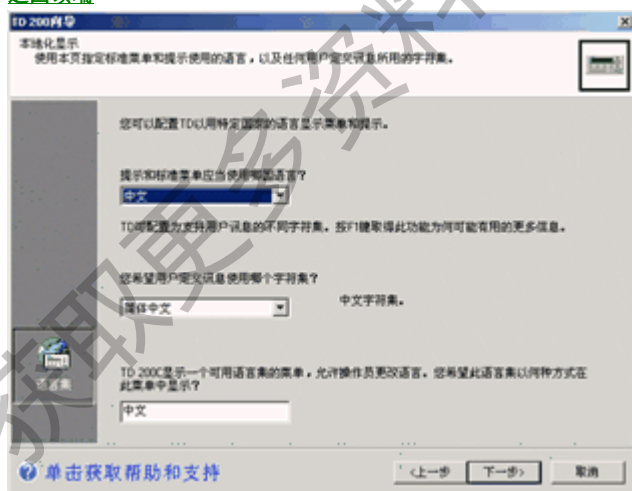 TD 200向导
本地化显示
使用本页指定标准菜单和提示使用的语言，以及任何用户定义讯息所用的字符集。
您可以配置TD以用特定国家的语言显示菜单和提示。
提示和标准菜单应当使用哪国语言?
中文
TD可配置为支持用户讯息的不同字符集。按F1键取得此功能为何可能有用的更多信息。
您希望用户定义讯息使用哪个字符集?
简体中文
中文字符集。
语言集
TD 200C显示一个可用语言集的菜单，允许操作员更改语言。您希望此语言集以何种方式在
此菜单中显示?
中文
单击获取帮助和支持
<上一步
下一步>
取消
获取更多资料